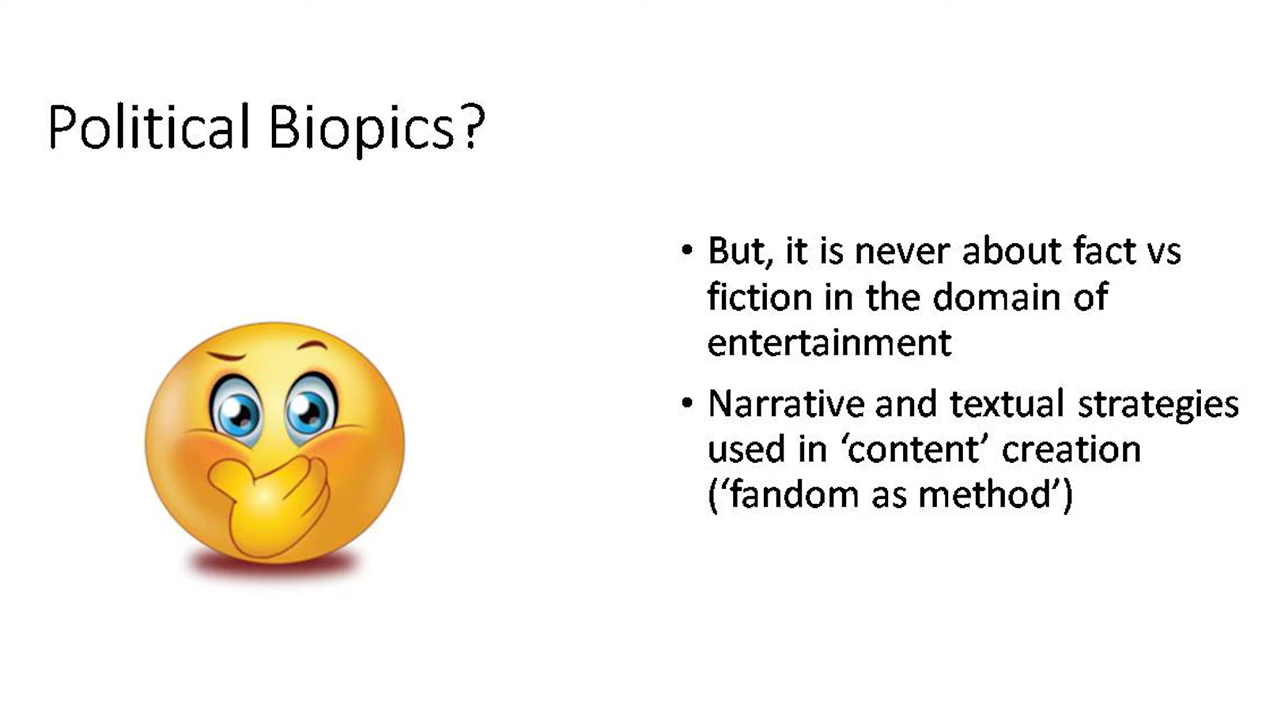 Political Biopics?
• But, it is never about fact vs
fiction in the domain of
entertainment
• Narrative and textual strategies
used in ‘content’ creation
(‘fandom as method’)